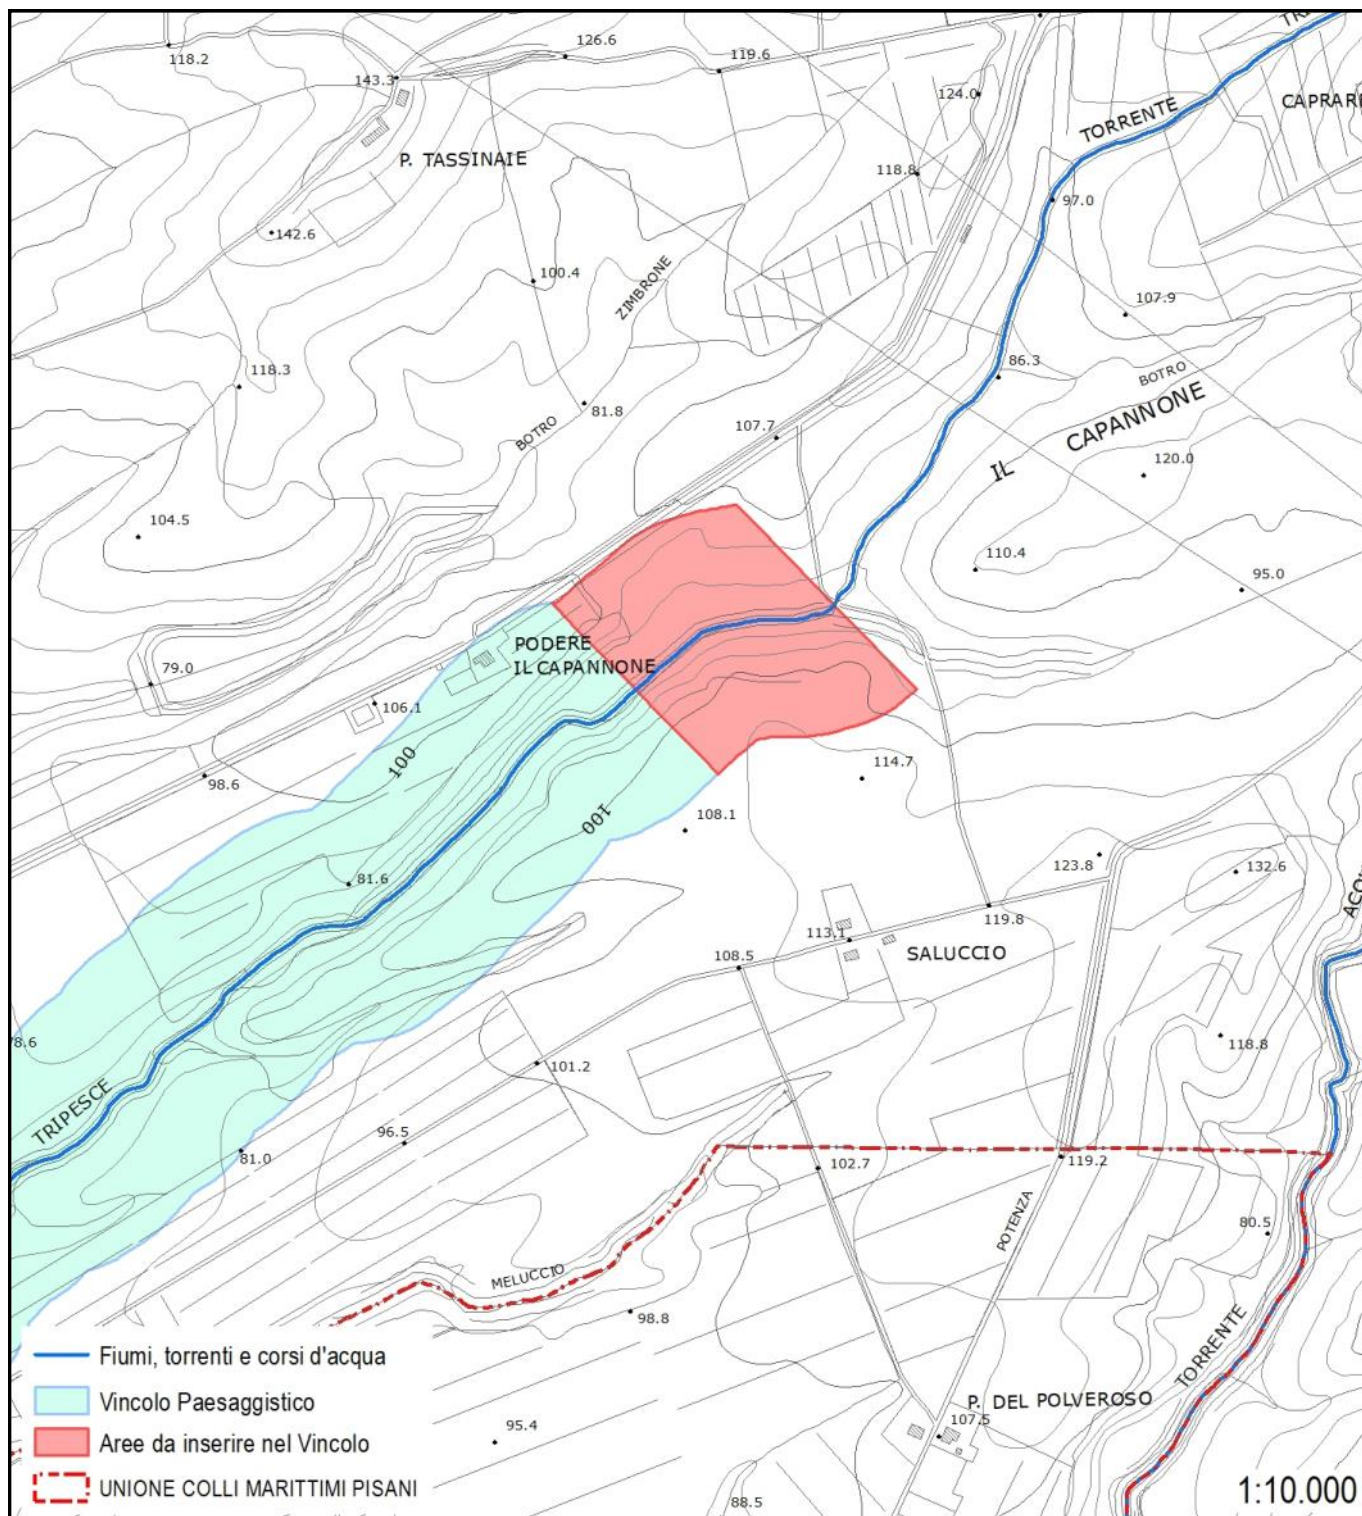 118.2
143.3
126.6
119.6
124.0
TORRENTE
CAPRARE
P. TASSINAIE
118.8
97.0
142.6
100.4
ZIMBRONE
107.9
118.3
86.3
BOTRO
81.8
BOTRO
107.7
IL CAPANNONE
120.0
104.5
110.4
95.0
79.0
PODERE
IL CAPANNONE
106.1
100
98.6
114.7
100
108.1
81.6
123.8
132.6
119.8
113.1
SALUCCIO
108.5
ACO
78.6
101.2
118.8
TRIPESCE
96.5
81.0
102.7
119.2
POTENZA
80.5
MELUCCIO
98.8
TORRENTE
P. DEL POLVEROSO
107.5
95.4
88.5
Fiumi, torrenti e corsi d'acqua
Vincolo Paesaggistico
Aree da inserire nel Vincolo
UNIONE COLLI MARITTIMI PISANI
1:10.000